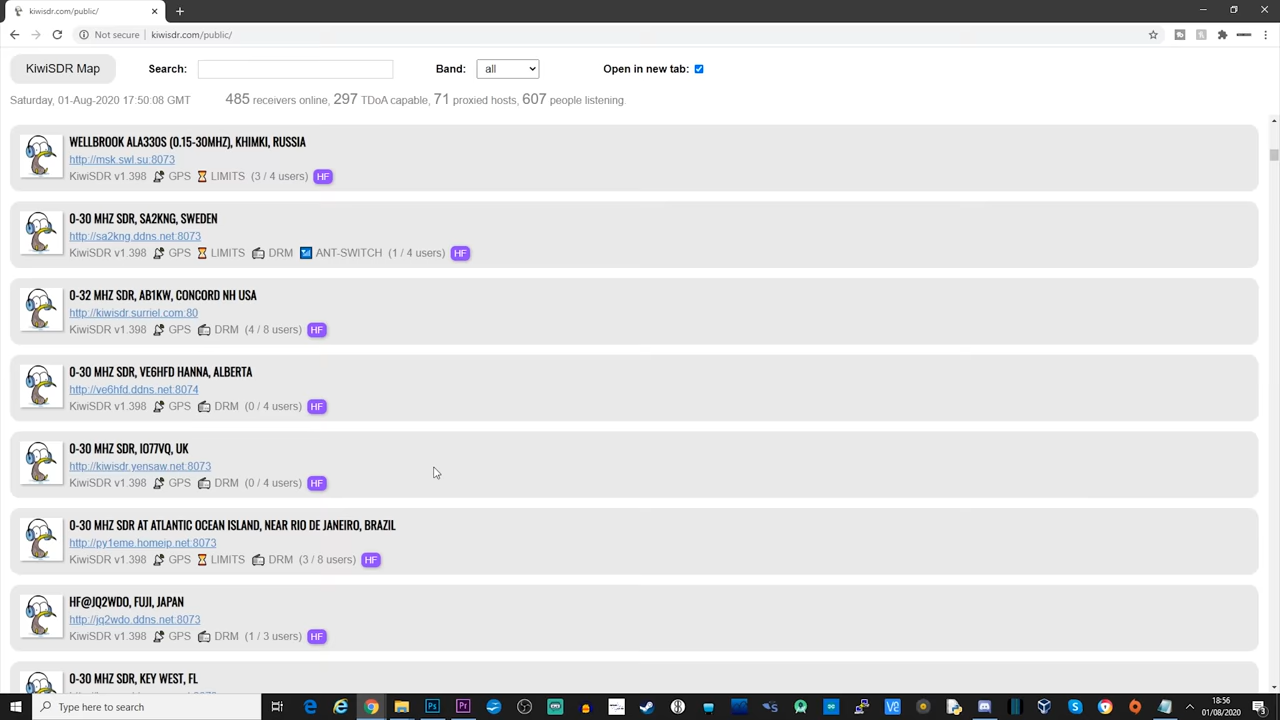 kiwisdr.com/public/
Not secure kiwisdr.com/public/
KiwiSDR Map
Search:
Band: all
Open in new tab:
Saturday, 01-Aug-2020 17:50:08 GMT 485 receivers online, 297 TDoA capable, 71 proxied hosts, 607 people listening.
WELLBROOK ALA330S (0.15-30MHZ), KHIMKI, RUSSIA
http://msk.swl.su:8073
KiwiSDR v1.398 GPS LIMITS (3 / 4 users) HF
0-30 MHZ SDR, SA2KNG, SWEDEN
http://sa2kng.ddns.net:8073
KiwiSDR v1.398 GPS LIMITS DRM ANT-SWITCH (1 / 4 users) HF
0-32 MHZ SDR, AB1KW, CONCORD NH USA
http://kiwisdr.surriel.com:80
KiwiSDR v1.398 GPS DRM (4 / 8 users) HF
0-30 MHZ SDR, VE6HFD HANNA, ALBERTA
http://ve6hfd.ddns.net:8074
KiwiSDR v1.398 GPS DRM (0 / 4 users) HF
0-30 MHZ SDR, IO77VQ, UK
http://kiwisdr.yensaw.net:8073
KiwiSDR v1.398 GPS DRM (0 / 4 users) HF
0-30 MHZ SDR AT ATLANTIC OCEAN ISLAND, NEAR RIO DE JANEIRO, BRAZIL
http://py1eme.homeip.net:8073
KiwiSDR v1.398 GPS LIMITS DRM (3 / 8 users) HF
HF@JQ2WDO, FUJI, JAPAN
http://jq2wdo.ddns.net:8073
KiwiSDR v1.398 GPS DRM (1 / 3 users) HF
0-30 MHZ SDR, KEY WEST, FL
Type here to search
18:56
01/08/2020